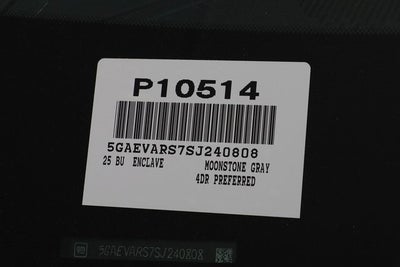 P10514
5GAEVARS7SJ240808
25 BU ENCLAVE MOONSTONE GRAY
4DR PREFERRED
5GAEVARS7SJ240808